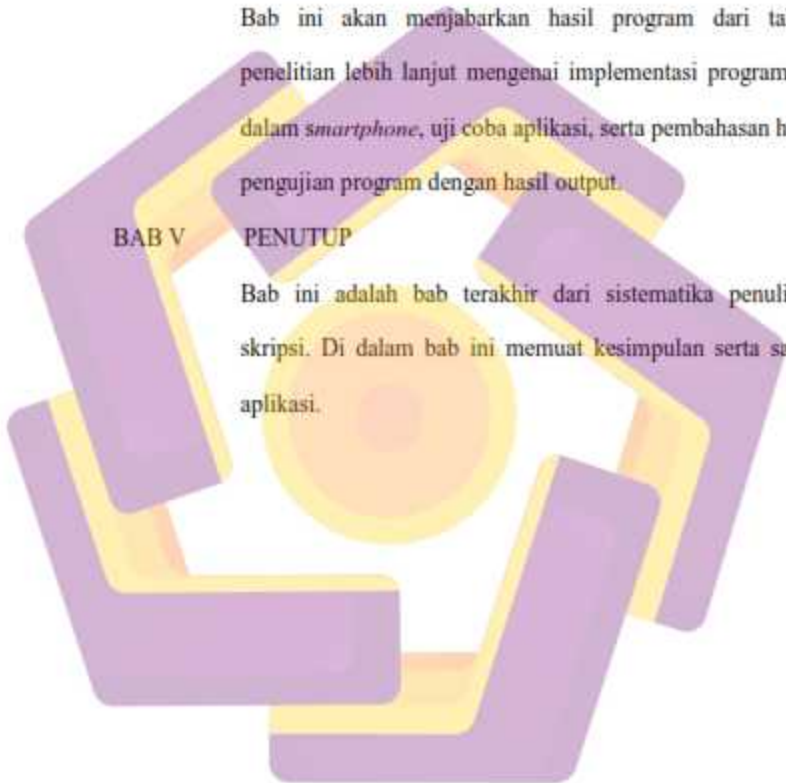 Bab ini akan menjabarkan hasil program dari ta
penelitian lebih lanjut mengenai implementasi program
dalam smartphone, uji coba aplikasi, serta pembahasan h
pengujian program dengan hasil output.
BAB V PENUTUP
Bab ini adalah bab terakhir dari sistematika penuli
skripsi. Di dalam bab ini memuat kesimpulan serta sa
aplikasi.